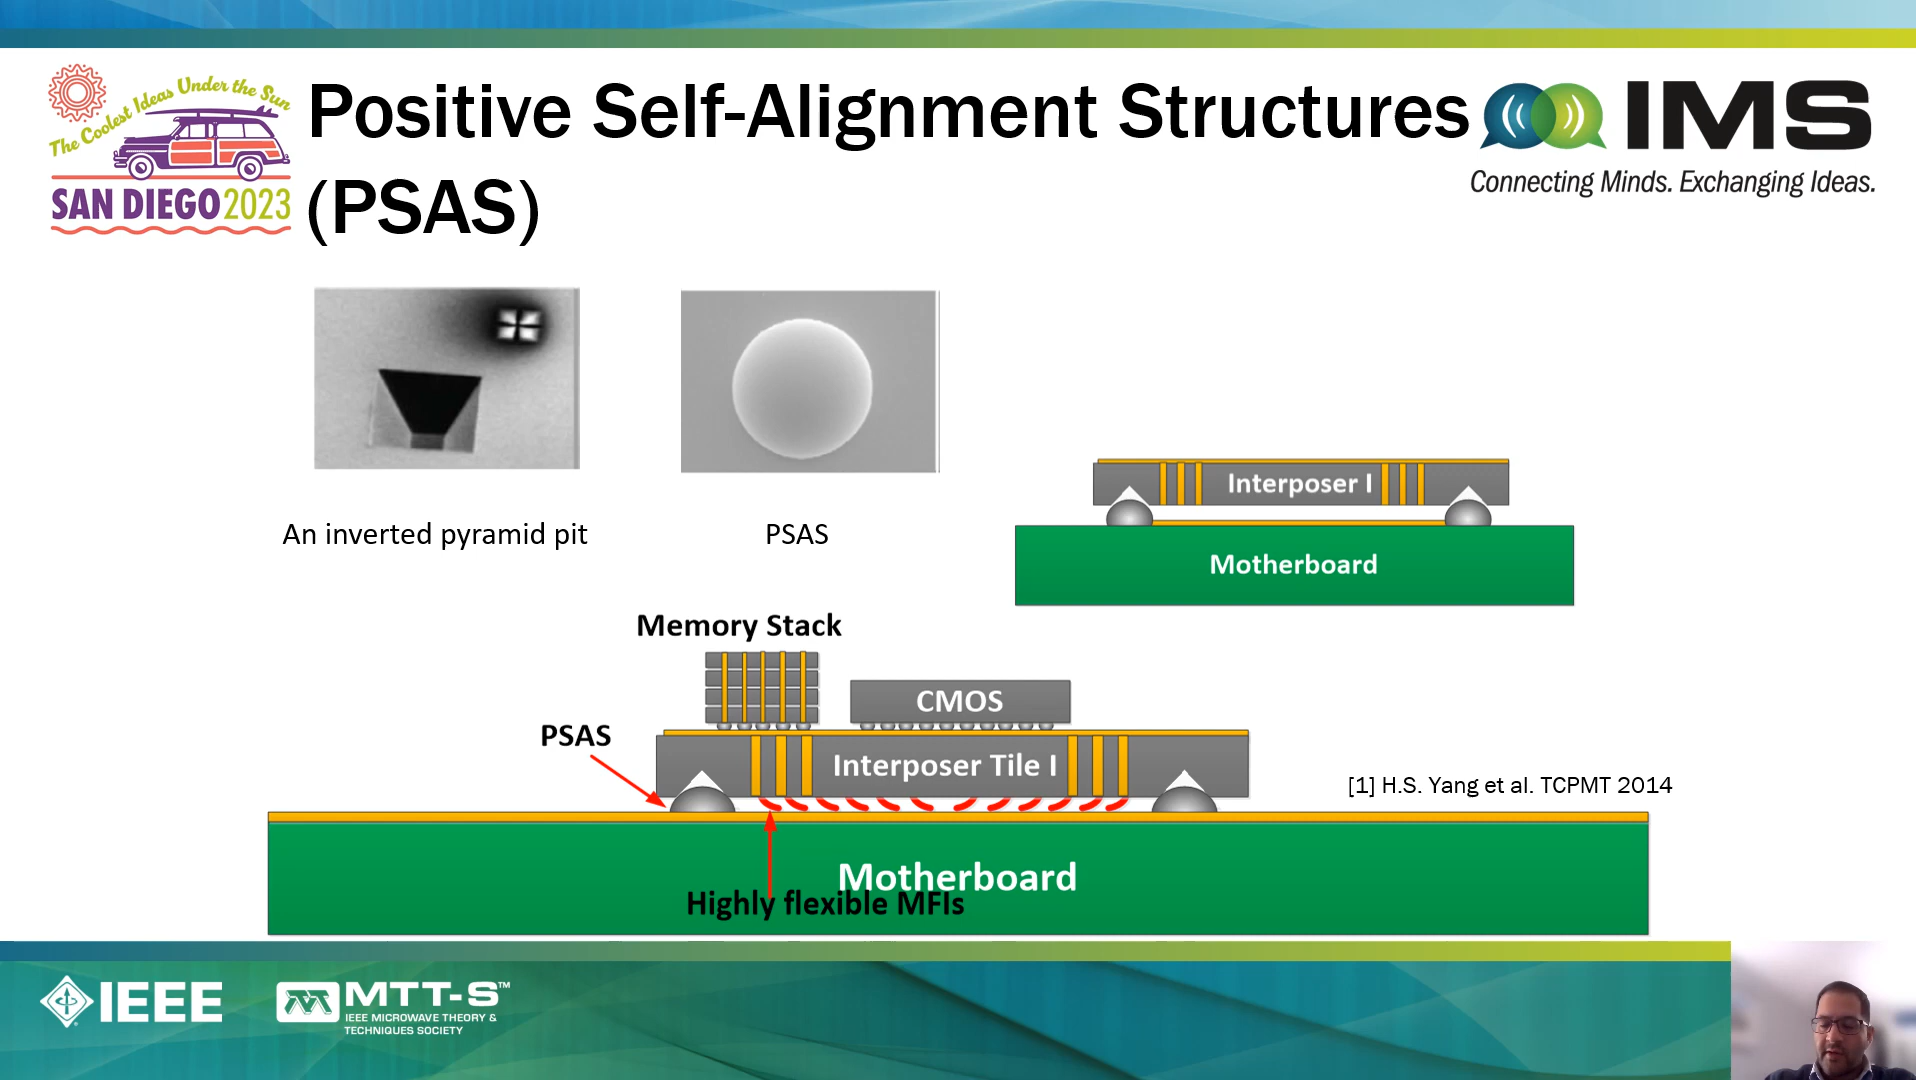 The Coolest Ideas Under the Sun
SAN DIEGO 2023
Positive Self-Alignment Structures
(PSAS)
IMS
Connecting Minds. Exchanging Ideas.
An inverted pyramid pit
PSAS
Interposer I
Motherboard
Memory Stack
CMOS
PSAS
Interposer Tile I
[1] H.S. Yang et al. TCPMT 2014
Motherboard
Highly flexible MFIs
IEEE
MTT-S™
IEEE MICROWAVE THEORY &
TECHNIQUES SOCIETY